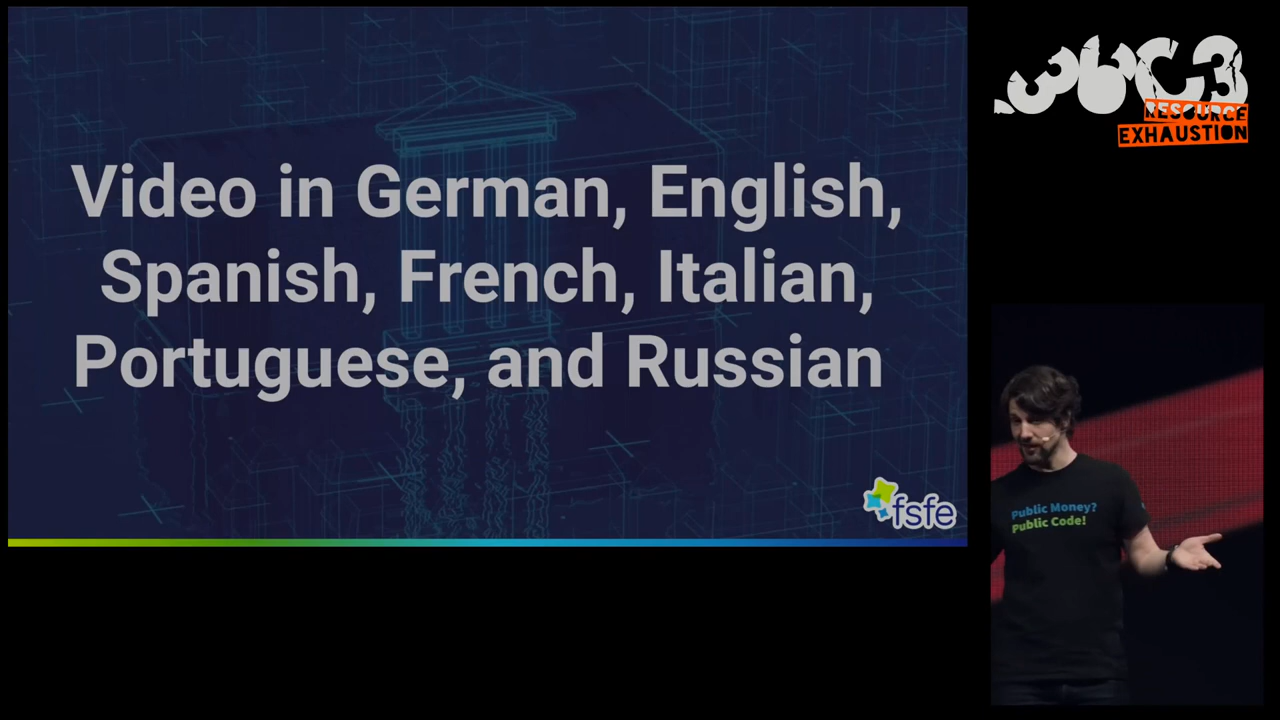 Video in German, English,
Spanish, French, Italian,
Portuguese, and Russian
fsfe
36C3
RESOURCE
EXHAUSTION
Public Money?
Public Code!